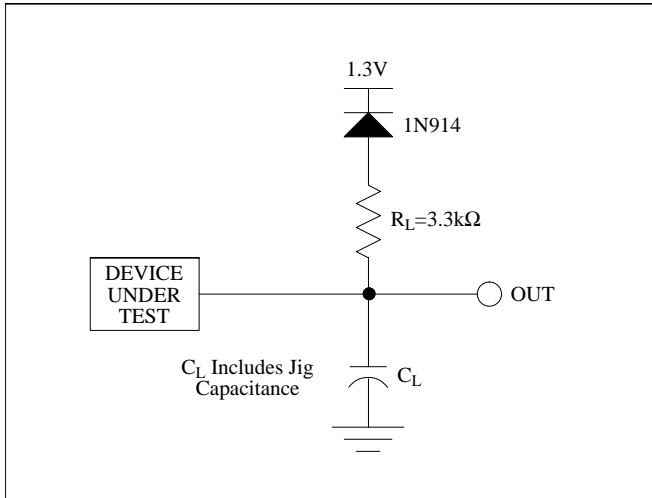 1.3V
1N914
R_L=3.3kΩ
DEVICE
UNDER
TEST
OUT
C_L Includes Jig
Capacitance
C_L